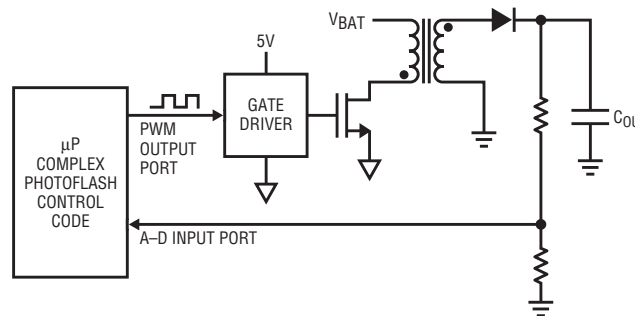 V_BAT
5V
GATE
DRIVER
μP
COMPLEX
PHOTOFLASH
CONTROL
CODE
PWM
OUTPUT
PORT
A–D INPUT PORT